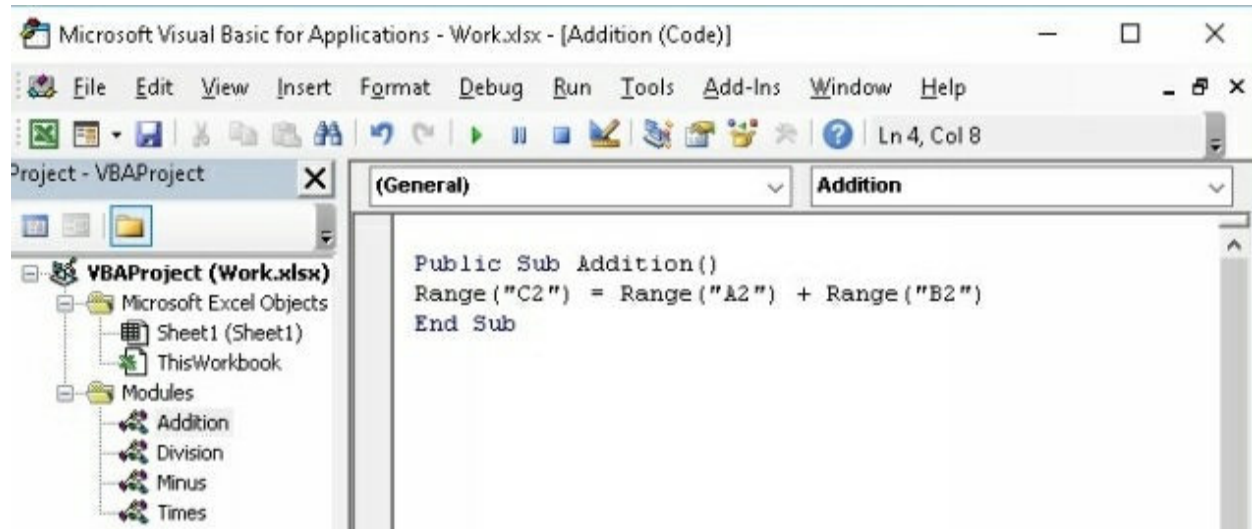 Microsoft Visual Basic for Applications - Work.xlsx - [Addition (Code)]
File Edit View Insert Format Debug Run Tools Add-Ins Window Help
Ln 4, Col 8
Project - VBAProject
(General) Addition
VBAProject (Work.xlsx)
Microsoft Excel Objects
Sheet1 (Sheet1)
ThisWorkbook
Modules
Addition
Division
Minus
Times
Public Sub Addition()
Range("C2") = Range("A2") + Range("B2")
End Sub